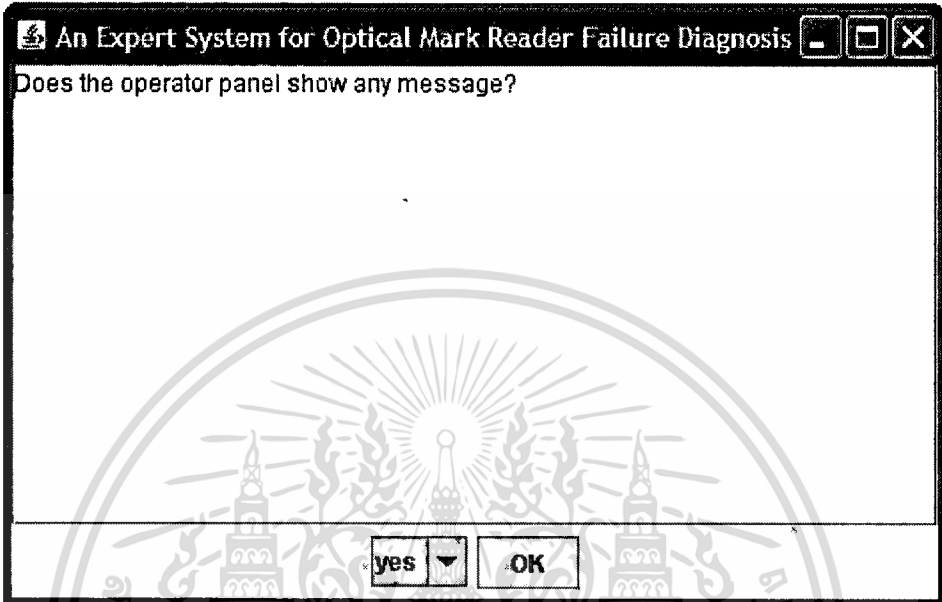 An Expert System for Optical Mark Reader Failure Diagnosis
Does the operator panel show any message?
yes OK